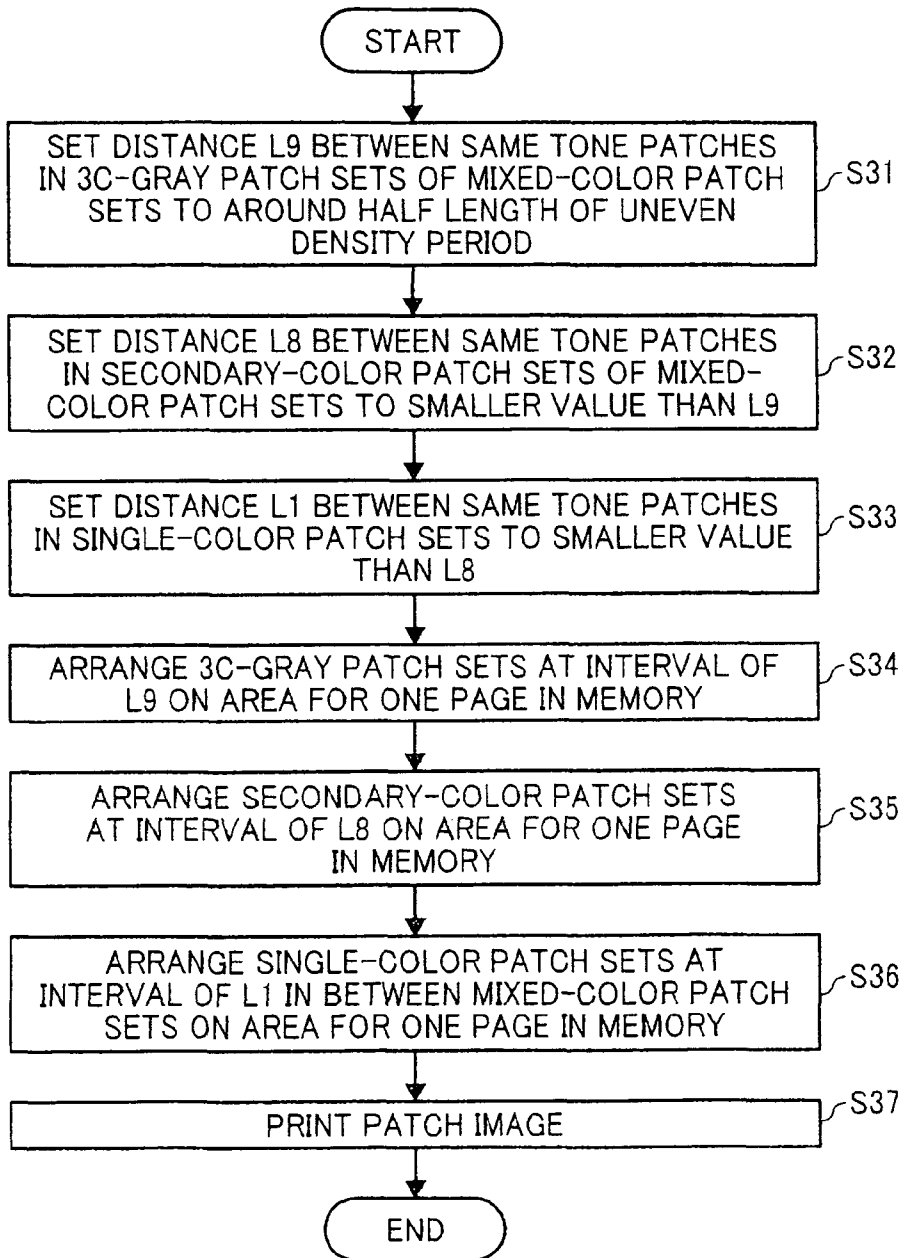 START
SET DISTANCE L9 BETWEEN SAME TONE PATCHES
IN 3C-GRAY PATCH SETS OF MIXED-COLOR PATCH
SETS TO AROUND HALF LENGTH OF UNEVEN
DENSITY PERIOD
S31
SET DISTANCE L8 BETWEEN SAME TONE PATCHES
IN SECONDARY-COLOR PATCH SETS OF MIXED-
COLOR PATCH SETS TO SMALLER VALUE THAN L9
S32
SET DISTANCE L1 BETWEEN SAME TONE PATCHES
IN SINGLE-COLOR PATCH SETS TO SMALLER VALUE
THAN L8
S33
ARRANGE 3C-GRAY PATCH SETS AT INTERVAL OF
L9 ON AREA FOR ONE PAGE IN MEMORY
S34
ARRANGE SECONDARY-COLOR PATCH SETS
AT INTERVAL OF L8 ON AREA FOR ONE PAGE
IN MEMORY
S35
ARRANGE SINGLE-COLOR PATCH SETS AT
INTERVAL OF L1 IN BETWEEN MIXED-COLOR PATCH
SETS ON AREA FOR ONE PAGE IN MEMORY
S36
PRINT PATCH IMAGE
S37
END